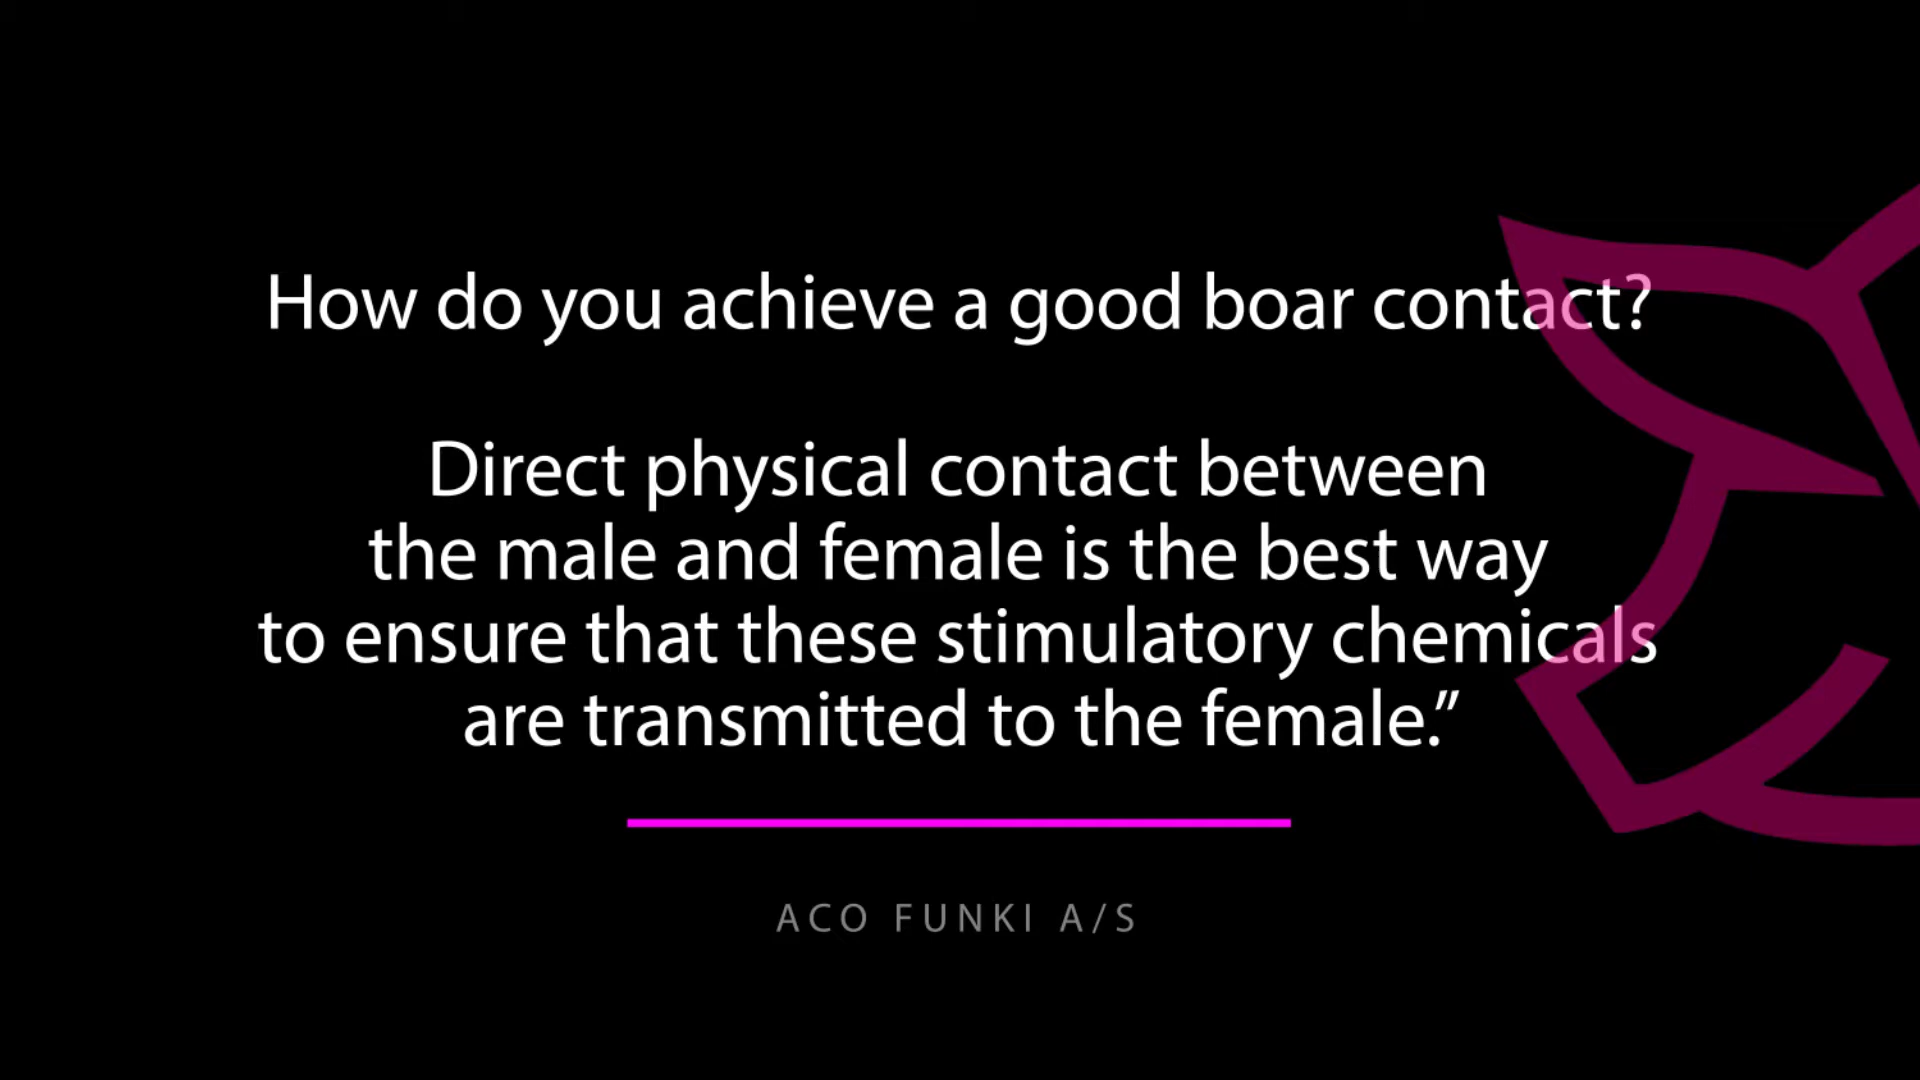 How do you achieve a good boar contact?
Direct physical contact between
the male and female is the best way
to ensure that these stimulatory chemicals
are transmitted to the female.”
ACO FUNKI A/S